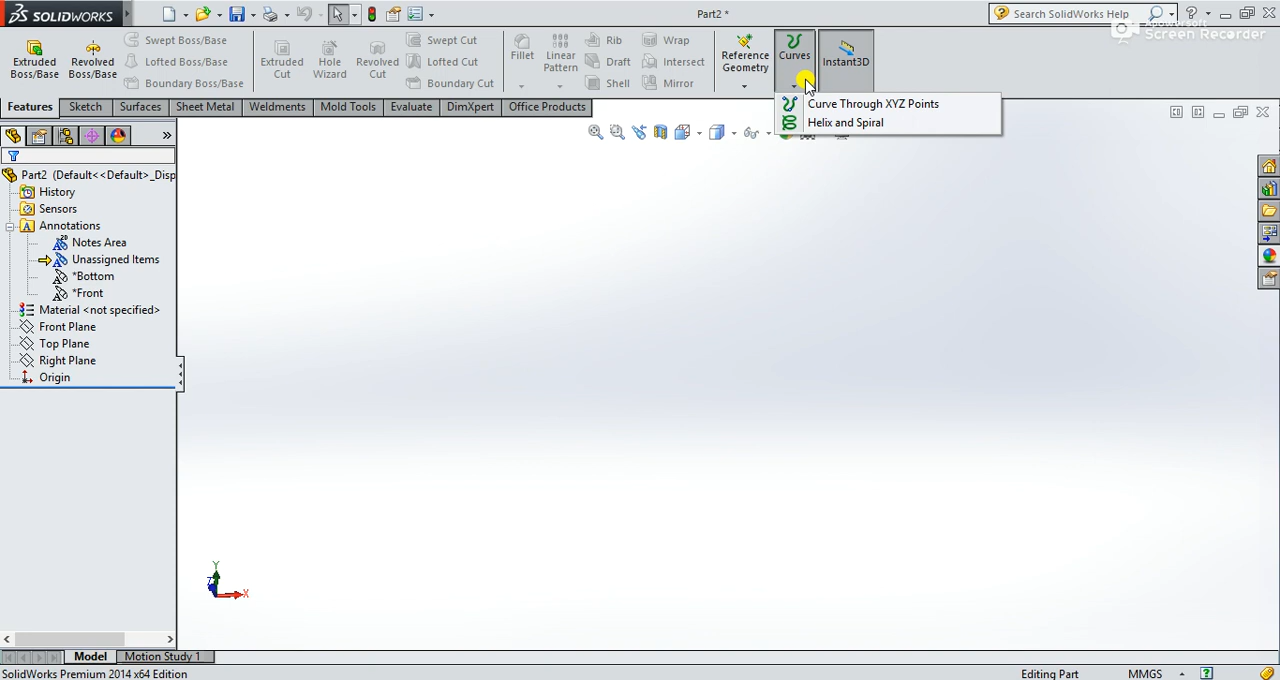 SOLIDWORKS
Part2 *
Search SolidWorks Help
Apowersoft
Screen Recorder
Extruded Boss/Base
Revolved Boss/Base
Swept Boss/Base
Lofted Boss/Base
Boundary Boss/Base
Extruded Cut
Hole Wizard
Revolved Cut
Swept Cut
Lofted Cut
Boundary Cut
Fillet
Linear Pattern
Rib
Draft
Shell
Wrap
Intersect
Mirror
Reference Geometry
Curves
Instant3D
Curve Through XYZ Points
Helix and Spiral
Features
Sketch
Surfaces
Sheet Metal
Weldments
Mold Tools
Evaluate
DimXpert
Office Products
Part2 (Default<<Default>_Disp
History
Sensors
Annotations
Notes Area
Unassigned Items
*Bottom
*Front
Material <not specified>
Front Plane
Top Plane
Right Plane
Origin
Y
Z
X
Model
Motion Study 1
SolidWorks Premium 2014 x64 Edition
Editing Part
MMGS